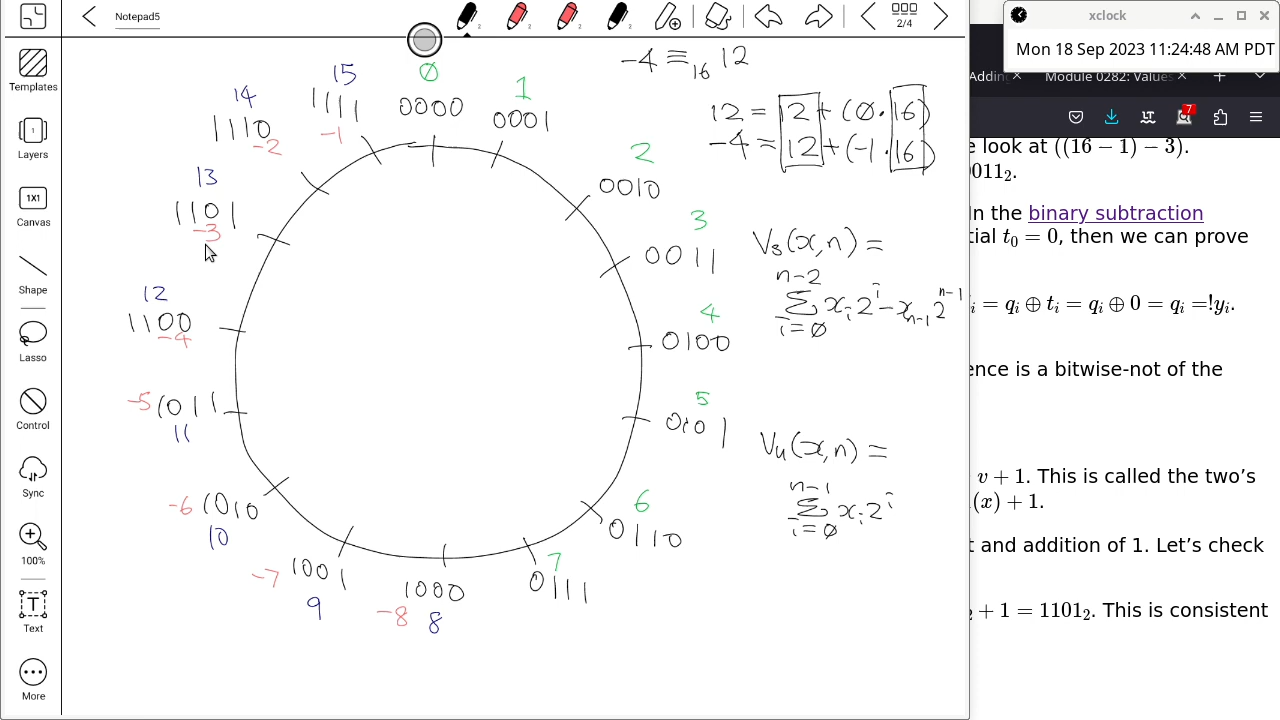 Notepad5
2/4
Templates
Layers
1X1
Canvas
Shape
Lasso
Control
Sync
100%
Text
More
xclock
Mon 18 Sep 2023 11:24:48 AM PDT
Module 0282: Values
7
-4 ≡₁₆ 12
12 = 12 + (0·16)
-4 = 12 + (-1·16)
Vs(x,n) =
n-2
Σ xᵢ2ⁱ - xₙ₋₁2ⁿ⁻¹
i=0
Vu(x,n) =
n-1
Σ xᵢ2ⁱ
i=0
0
0000
1
0001
2
0010
3
0011
4
0100
5
0101
6
0110
7
0111
1000
-8 8
1001
-7
9
-6 1010
10
-5 1011
11
12
1100
-4
13
1101
-3
14
1110
-2
15
1111
-1
e look at ((16 − 1) − 3).
0011₂.
In the binary subtraction
tial t₀ = 0, then we can prove
ᵢ = qᵢ ⊕ tᵢ = qᵢ ⊕ 0 = qᵢ =!yᵢ.
ence is a bitwise-not of the
v + 1. This is called the two’s
(x) + 1.
t and addition of 1. Let’s check
₂ + 1 = 1101₂. This is consistent